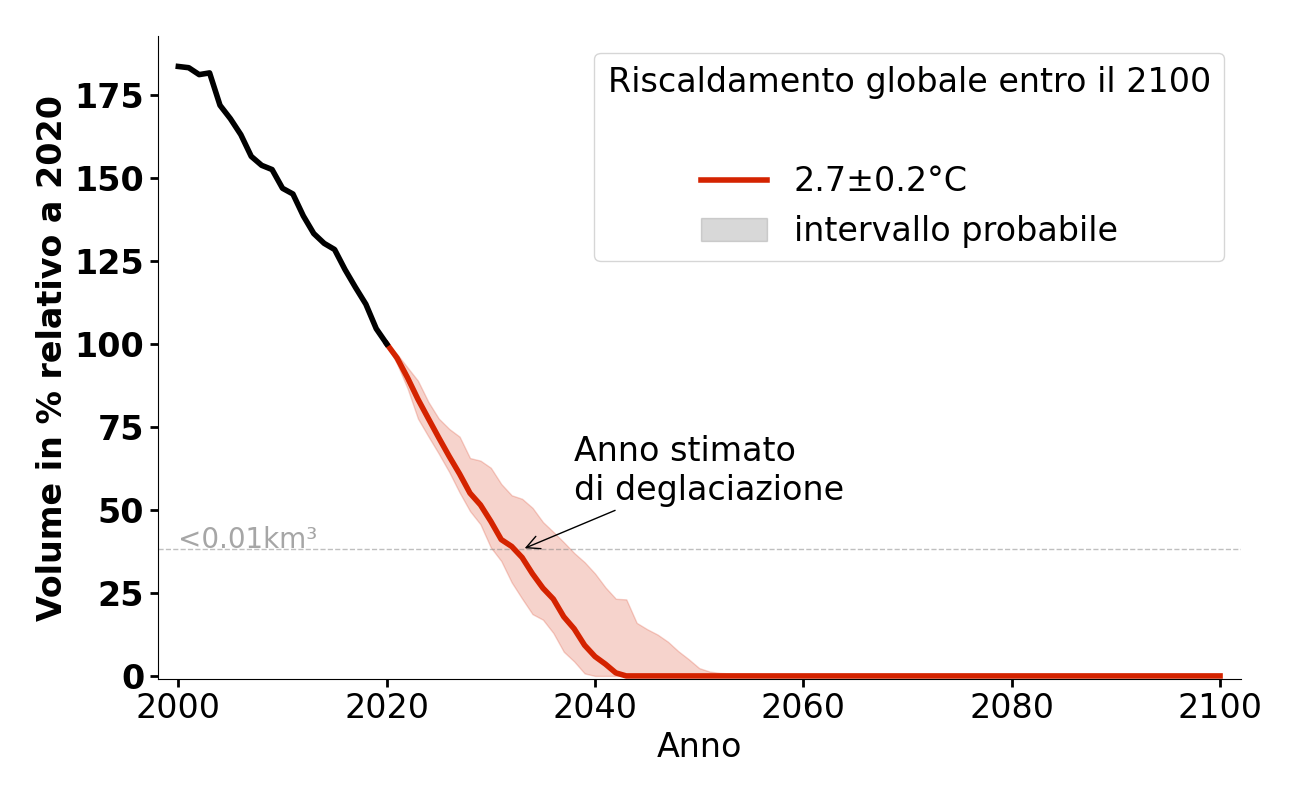 Volume in % relativo a 2020
175
150
125
100
75
50
25
0
Riscaldamento globale entro il 2100
2.7±0.2°C
intervallo probabile
Anno stimato
di deglaciazione
<0.01km³
2000 2020 2040 2060 2080 2100
Anno